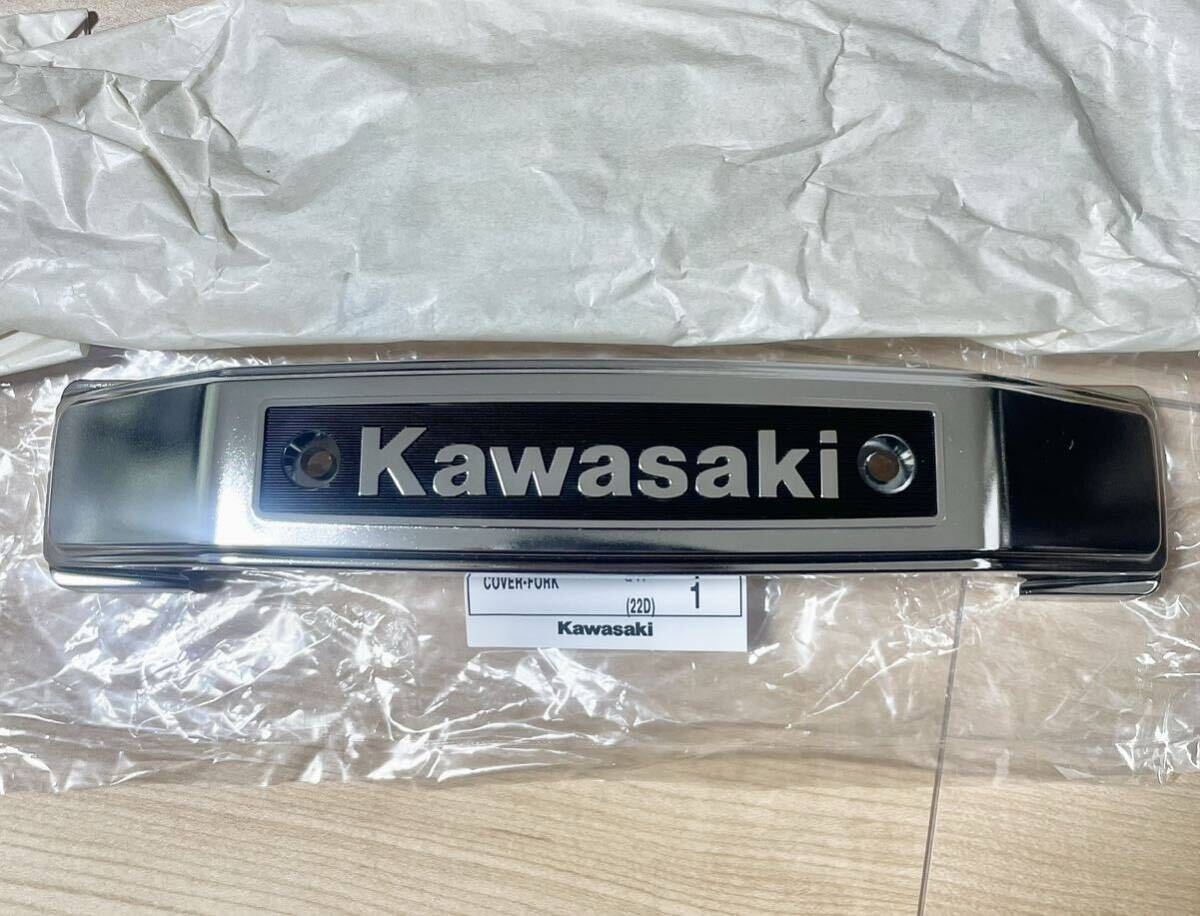 Kawasaki
COVER-FORK
(22D) 1
Kawasaki